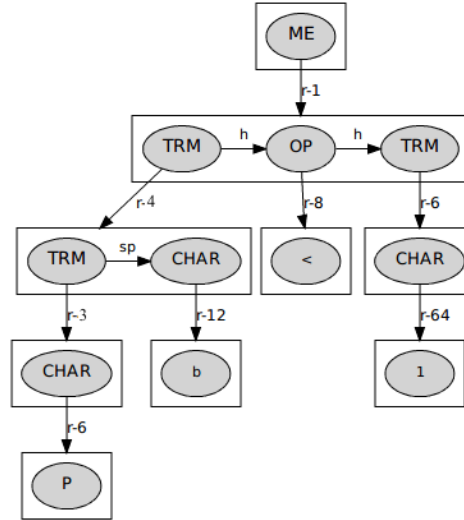 ME
r-1
TRM h OP h TRM
r-4 r-8 r-6
TRM sp CHAR < CHAR
r-3 r-12 r-64
CHAR b 1
r-6
P